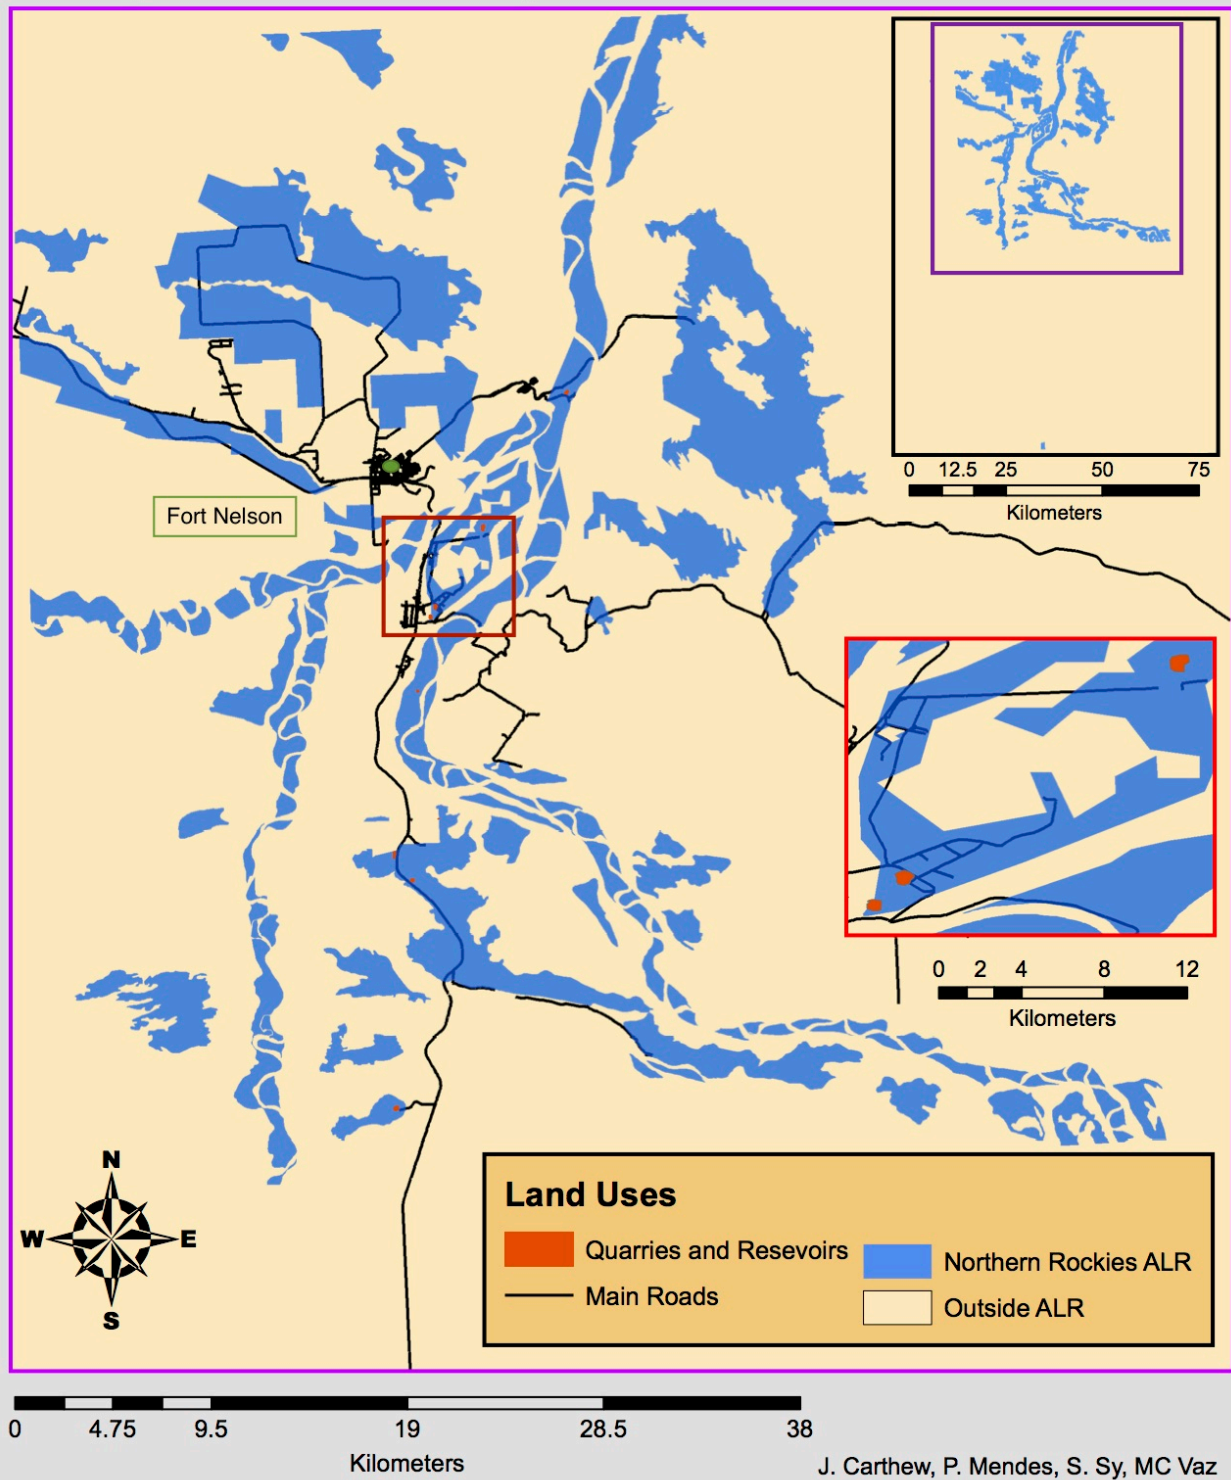 0 12.5 25 50 75
Kilometers
Fort Nelson
0 2 4 8 12
Kilometers
N
W E
S
Land Uses
Quarries and Resevoirs
Main Roads
Northern Rockies ALR
Outside ALR
0 4.75 9.5 19 28.5 38
Kilometers
J. Carthew, P. Mendes, S. Sy, MC Vaz